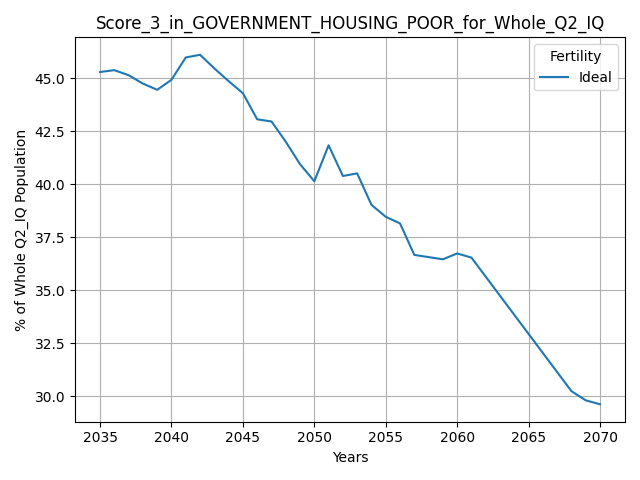 Score_3_in_GOVERNMENT_HOUSING_POOR_for_Whole_Q2_IQ
Fertility
Ideal
45.0
42.5
40.0
37.5
35.0
32.5
30.0
% of Whole Q2_IQ Population
2035 2040 2045 2050 2055 2060 2065 2070
Years